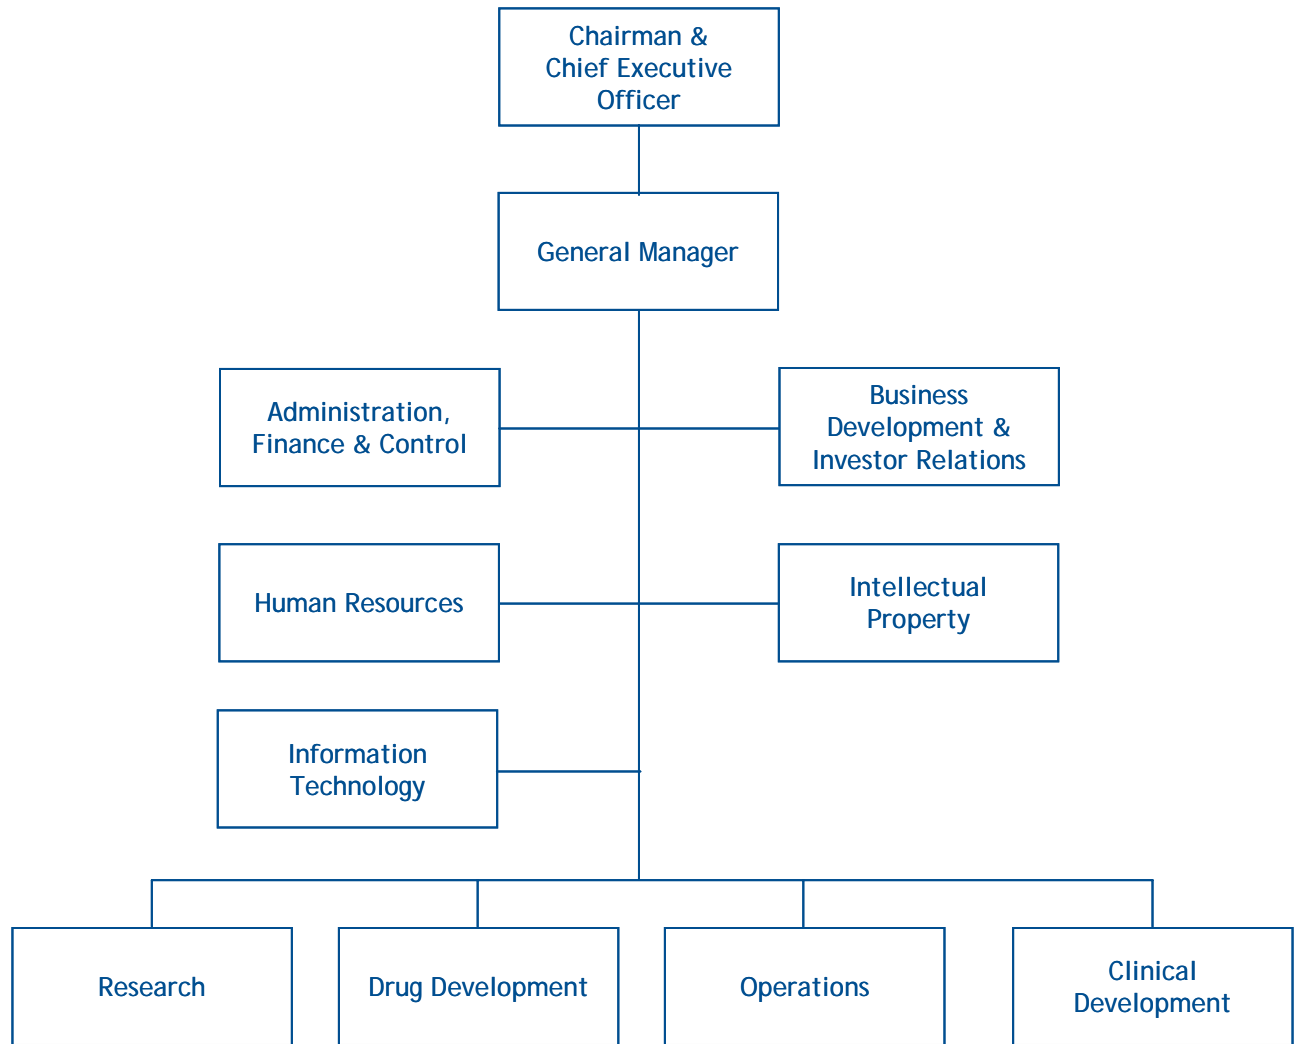 Chairman &
Chief Executive
Officer
General Manager
Administration,
Finance & Control
Business
Development &
Investor Relations
Human Resources
Intellectual
Property
Information
Technology
Research
Drug Development
Operations
Clinical
Development